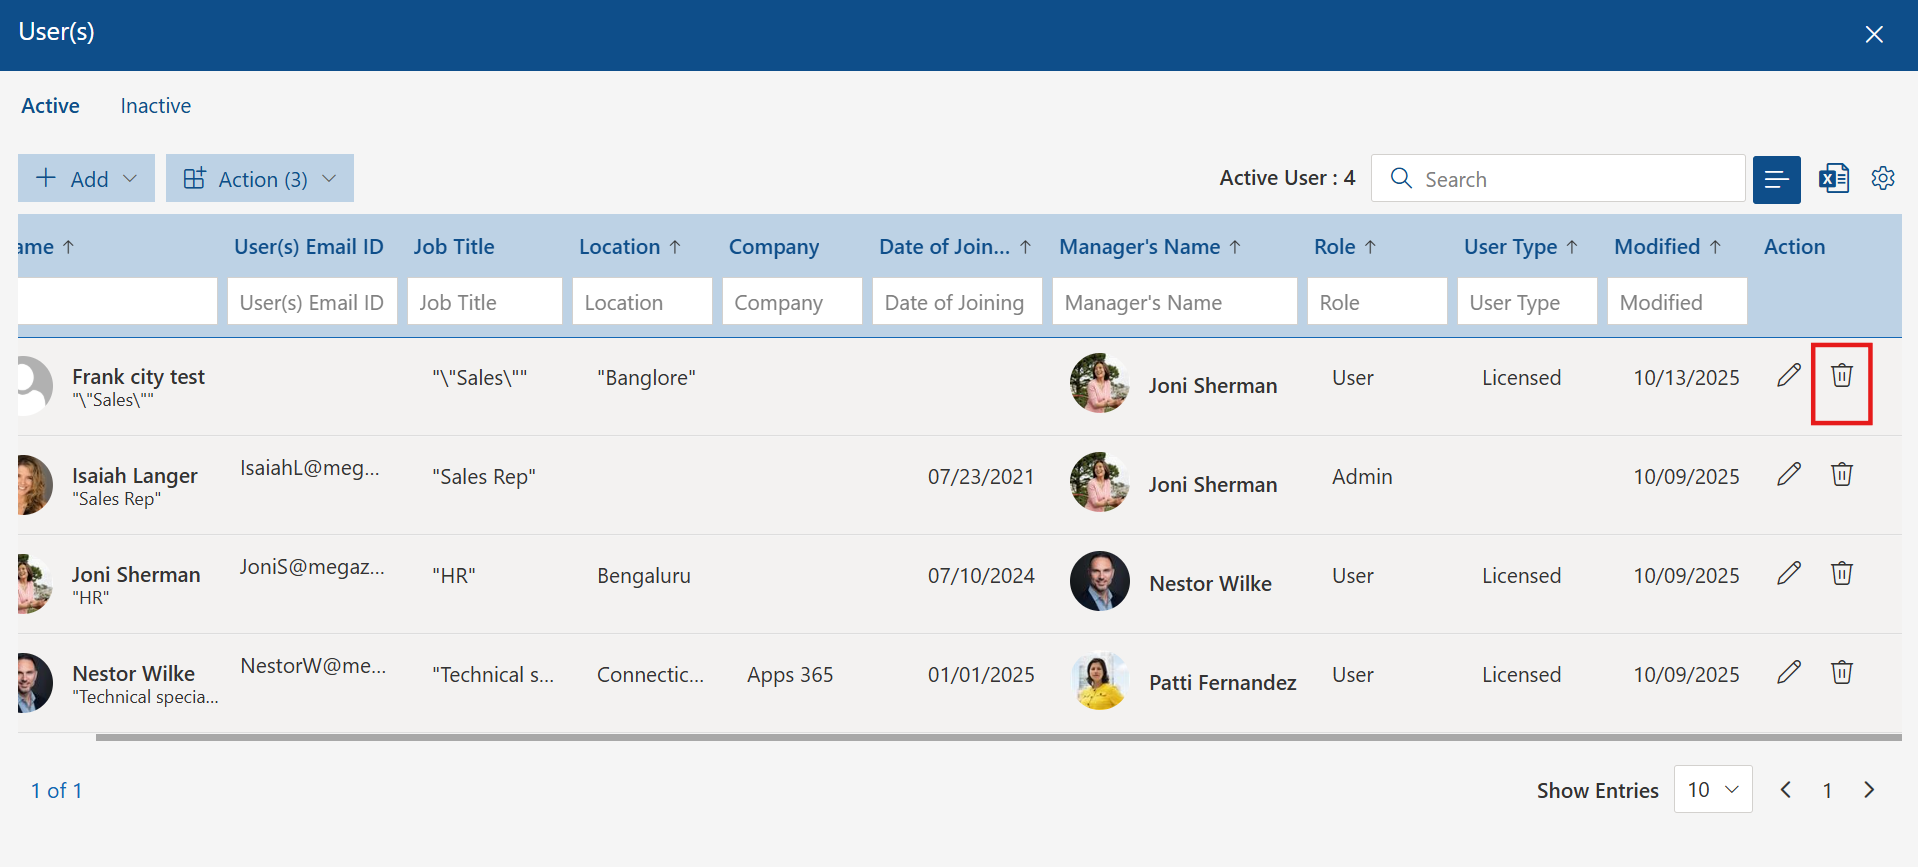 User(s)
Active Inactive
Add Action (3) Active User : 4 Search
ame ↑ User(s) Email ID Job Title Location ↑ Company Date of Join... ↑ Manager's Name ↑ Role ↑ User Type ↑ Modified ↑ Action
User(s) Email ID Job Title Location Company Date of Joining Manager's Name Role User Type Modified
Frank city test "\"Sales\"" "Banglore" Joni Sherman User Licensed 10/13/2025
"\"Sales\""
Isaiah Langer IsaiahL@meg... "Sales Rep" 07/23/2021 Joni Sherman Admin 10/09/2025
"Sales Rep"
Joni Sherman JoniS@megaz... "HR" Bengaluru 07/10/2024 Nestor Wilke User Licensed 10/09/2025
"HR"
Nestor Wilke NestorW@me... "Technical s... Connectic... Apps 365 01/01/2025 Patti Fernandez User Licensed 10/09/2025
"Technical specia...
1 of 1 Show Entries 10 1